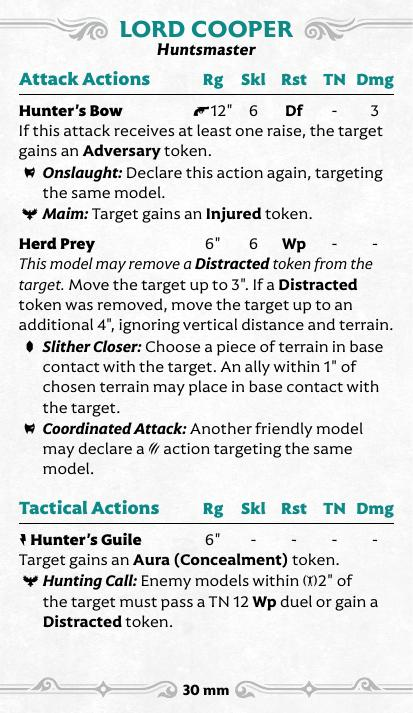 LORD COOPER
Huntsmaster
Attack Actions Rg Skl Rst TN Dmg
Hunter's Bow 12" 6 Df - 3
If this attack receives at least one raise, the target
gains an Adversary token.
Onslaught: Declare this action again, targeting
the same model.
Maim: Target gains an Injured token.
Herd Prey 6" 6 Wp - -
This model may remove a Distracted token from the
target. Move the target up to 3". If a Distracted
token was removed, move the target up to an
additional 4", ignoring vertical distance and terrain.
Slither Closer: Choose a piece of terrain in base
contact with the target. An ally within 1" of
chosen terrain may place in base contact with
the target.
Coordinated Attack: Another friendly model
may declare a action targeting the same
model.
Tactical Actions Rg Skl Rst TN Dmg
Hunter's Guile 6" - - - -
Target gains an Aura (Concealment) token.
Hunting Call: Enemy models within 2" of
the target must pass a TN 12 Wp duel or gain a
Distracted token.
30 mm